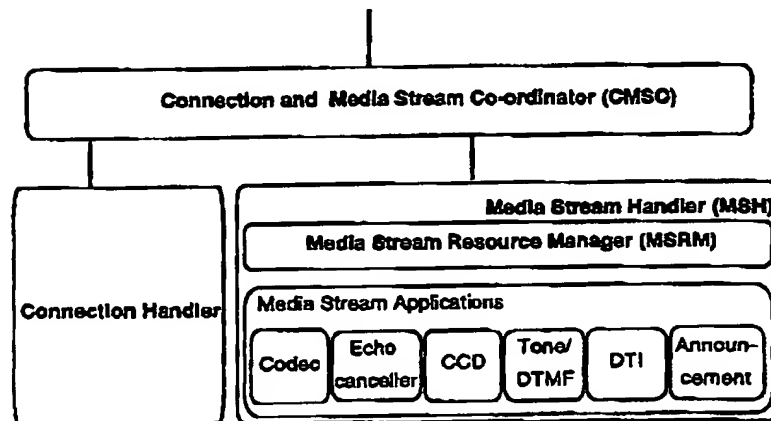 Connection and Media Stream Co-ordinator (CMSC)
Media Stream Handler (MSH)
Media Stream Resource Manager (MSRM)
Connection Handler
Media Stream Applications
Codec
Echo
canceller
CCD
Tone/
DTMF
DTI
Announ-
cement